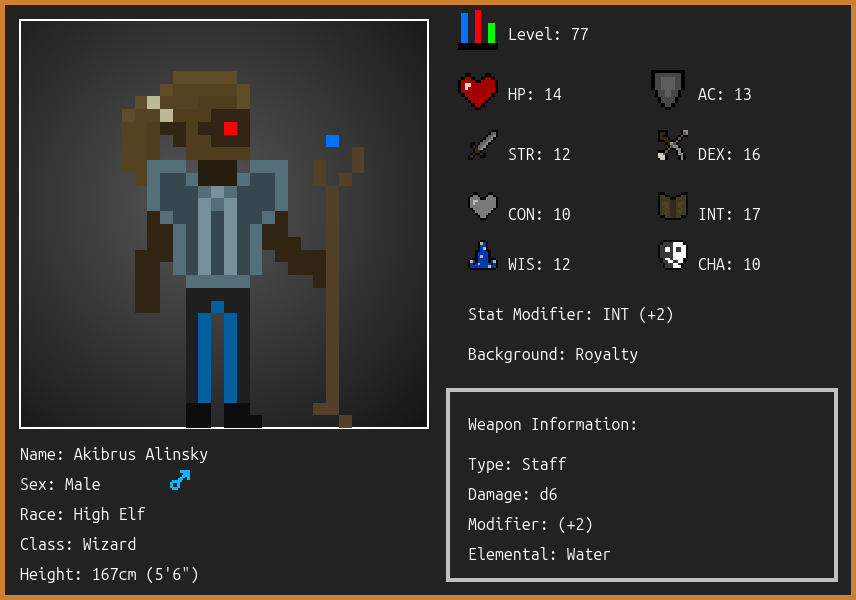 Level: 77
HP: 14
AC: 13
STR: 12
DEX: 16
CON: 10
INT: 17
WIS: 12
CHA: 10
Stat Modifier: INT (+2)
Background: Royalty
Weapon Information:
Type: Staff
Damage: d6
Modifier: (+2)
Elemental: Water
Name: Akibrus Alinsky
Sex: Male
Race: High Elf
Class: Wizard
Height: 167cm (5'6")